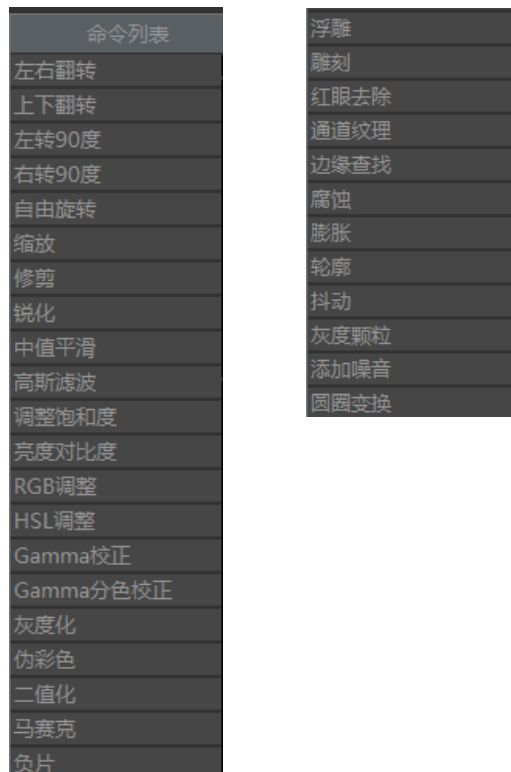 命令列表
左右翻转
上下翻转
左转90度
右转90度
自由旋转
缩放
修剪
锐化
中值平滑
高斯滤波
调整饱和度
亮度对比度
RGB调整
HSL调整
Gamma校正
Gamma分色校正
灰度化
伪彩色
二值化
马赛克
负片
浮雕
雕刻
红眼去除
通道纹理
边缘查找
腐蚀
膨胀
轮廓
抖动
灰度颗粒
添加噪音
圆圈变换